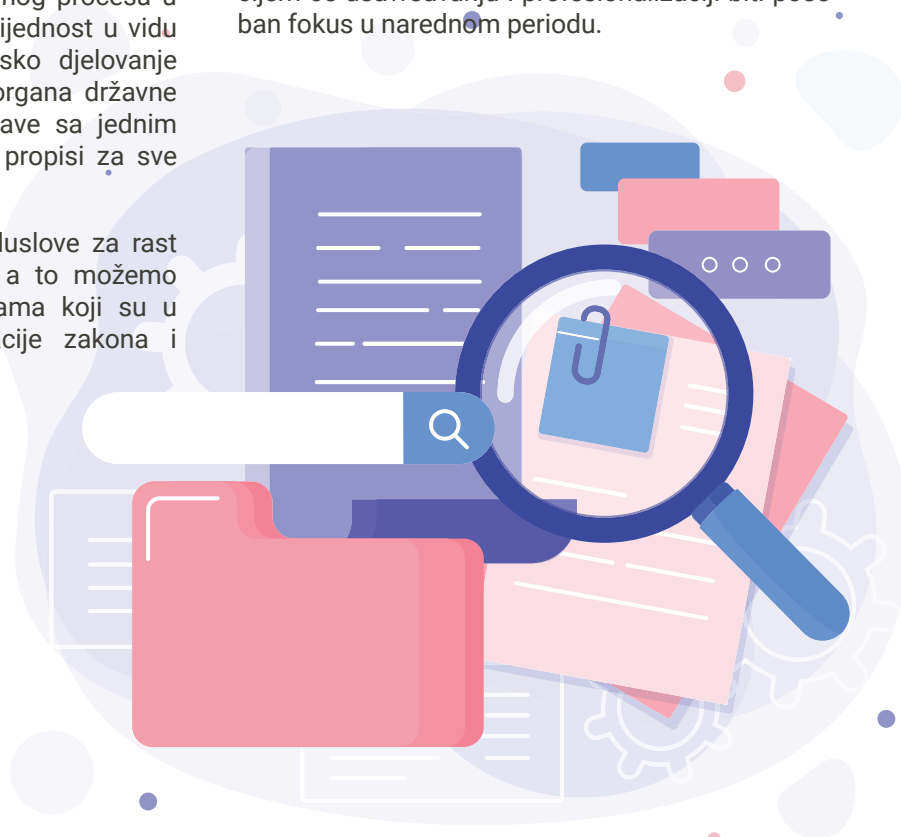 nog procesa u
ijednost u vidu
sko djelovanje
organa državne
ave sa jednim
propisi za sve
luslove za rast
a to možemo
ama koji su u
cije zakona i
ban fokus u narednom periodu.